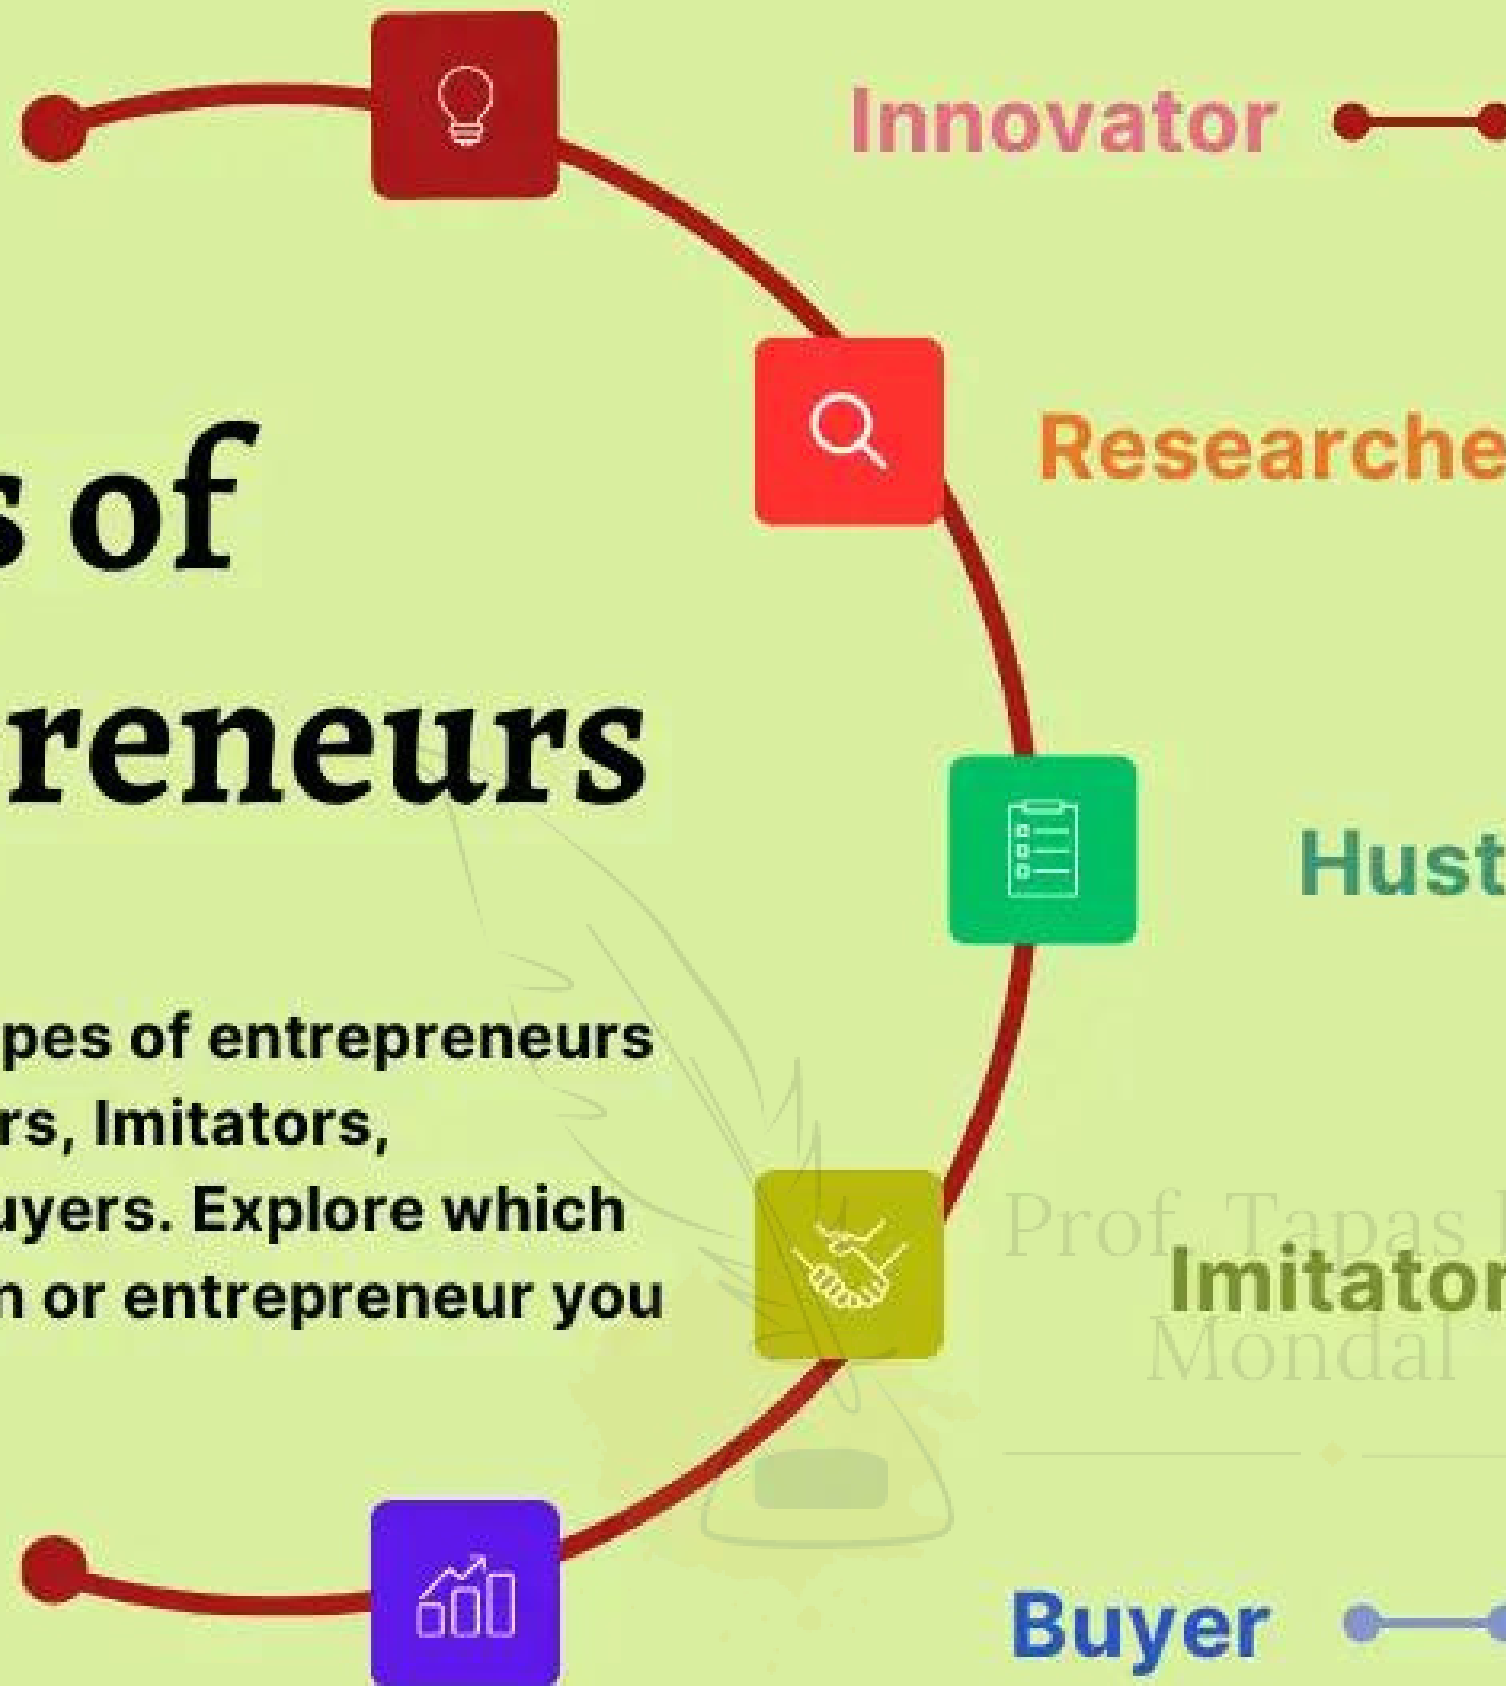 Innovator
Researche
s of
reneurs
Hust
pes of entrepreneurs
rs, Imitators,
uyers. Explore which
n or entrepreneur you
Prof. Tapas
Imitator
Mondal
Buyer